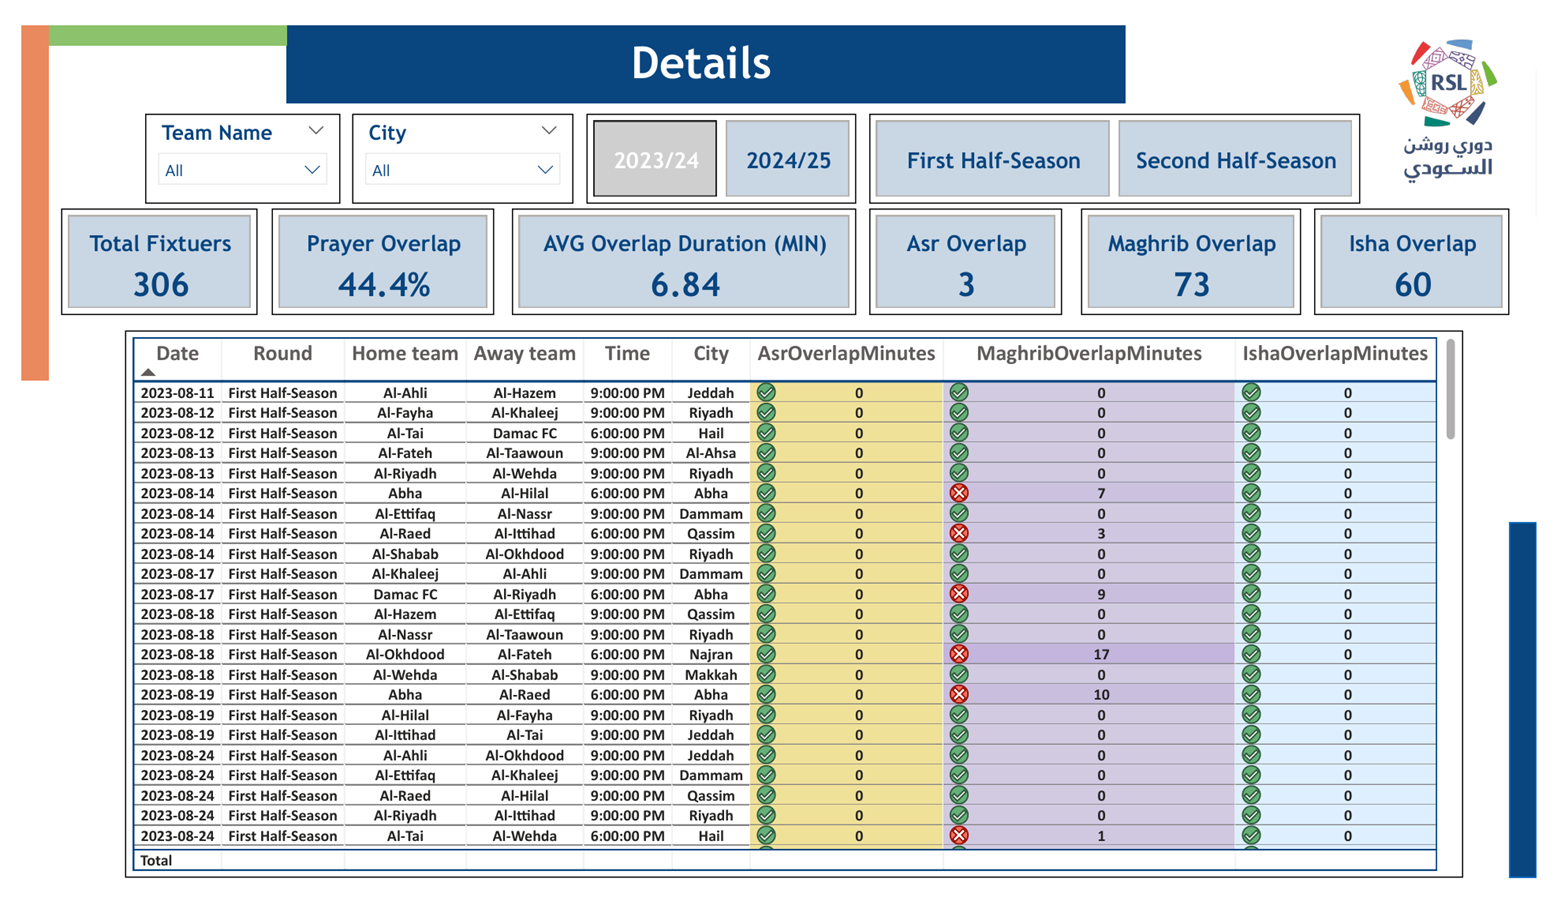 Details
RSL
دوري روشن
السعودي
Team Name
All
City
All
2023/24
2024/25
First Half-Season
Second Half-Season
Total Fixtuers
306
Prayer Overlap
44.4%
AVG Overlap Duration (MIN)
6.84
Asr Overlap
3
Maghrib Overlap
73
Isha Overlap
60
Date Round Home team Away team Time City AsrOverlapMinutes MaghribOverlapMinutes IshaOverlapMinutes
2023-08-11 First Half-Season Al-Ahli Al-Hazem 9:00:00 PM Jeddah 0 0 0
2023-08-12 First Half-Season Al-Fayha Al-Khaleej 9:00:00 PM Riyadh 0 0 0
2023-08-12 First Half-Season Al-Tai Damac FC 6:00:00 PM Hail 0 0 0
2023-08-13 First Half-Season Al-Fateh Al-Taawoun 9:00:00 PM Al-Ahsa 0 0 0
2023-08-13 First Half-Season Al-Riyadh Al-Wehda 9:00:00 PM Riyadh 0 0 0
2023-08-14 First Half-Season Abha Al-Hilal 6:00:00 PM Abha 0 7 0
2023-08-14 First Half-Season Al-Ettifaq Al-Nassr 9:00:00 PM Dammam 0 0 0
2023-08-14 First Half-Season Al-Raed Al-Ittihad 6:00:00 PM Qassim 0 3 0
2023-08-14 First Half-Season Al-Shabab Al-Okhdood 9:00:00 PM Riyadh 0 0 0
2023-08-17 First Half-Season Al-Khaleej Al-Ahli 9:00:00 PM Dammam 0 0 0
2023-08-17 First Half-Season Damac FC Al-Riyadh 6:00:00 PM Abha 0 9 0
2023-08-18 First Half-Season Al-Hazem Al-Ettifaq 9:00:00 PM Qassim 0 0 0
2023-08-18 First Half-Season Al-Nassr Al-Taawoun 9:00:00 PM Riyadh 0 0 0
2023-08-18 First Half-Season Al-Okhdood Al-Fateh 6:00:00 PM Najran 0 17 0
2023-08-18 First Half-Season Al-Wehda Al-Shabab 9:00:00 PM Makkah 0 0 0
2023-08-19 First Half-Season Abha Al-Raed 6:00:00 PM Abha 0 10 0
2023-08-19 First Half-Season Al-Hilal Al-Fayha 9:00:00 PM Riyadh 0 0 0
2023-08-19 First Half-Season Al-Ittihad Al-Tai 9:00:00 PM Jeddah 0 0 0
2023-08-24 First Half-Season Al-Ahli Al-Okhdood 9:00:00 PM Jeddah 0 0 0
2023-08-24 First Half-Season Al-Ettifaq Al-Khaleej 9:00:00 PM Dammam 0 0 0
2023-08-24 First Half-Season Al-Raed Al-Hilal 9:00:00 PM Qassim 0 0 0
2023-08-24 First Half-Season Al-Riyadh Al-Ittihad 9:00:00 PM Riyadh 0 0 0
2023-08-24 First Half-Season Al-Tai Al-Wehda 6:00:00 PM Hail 0 1 0
Total